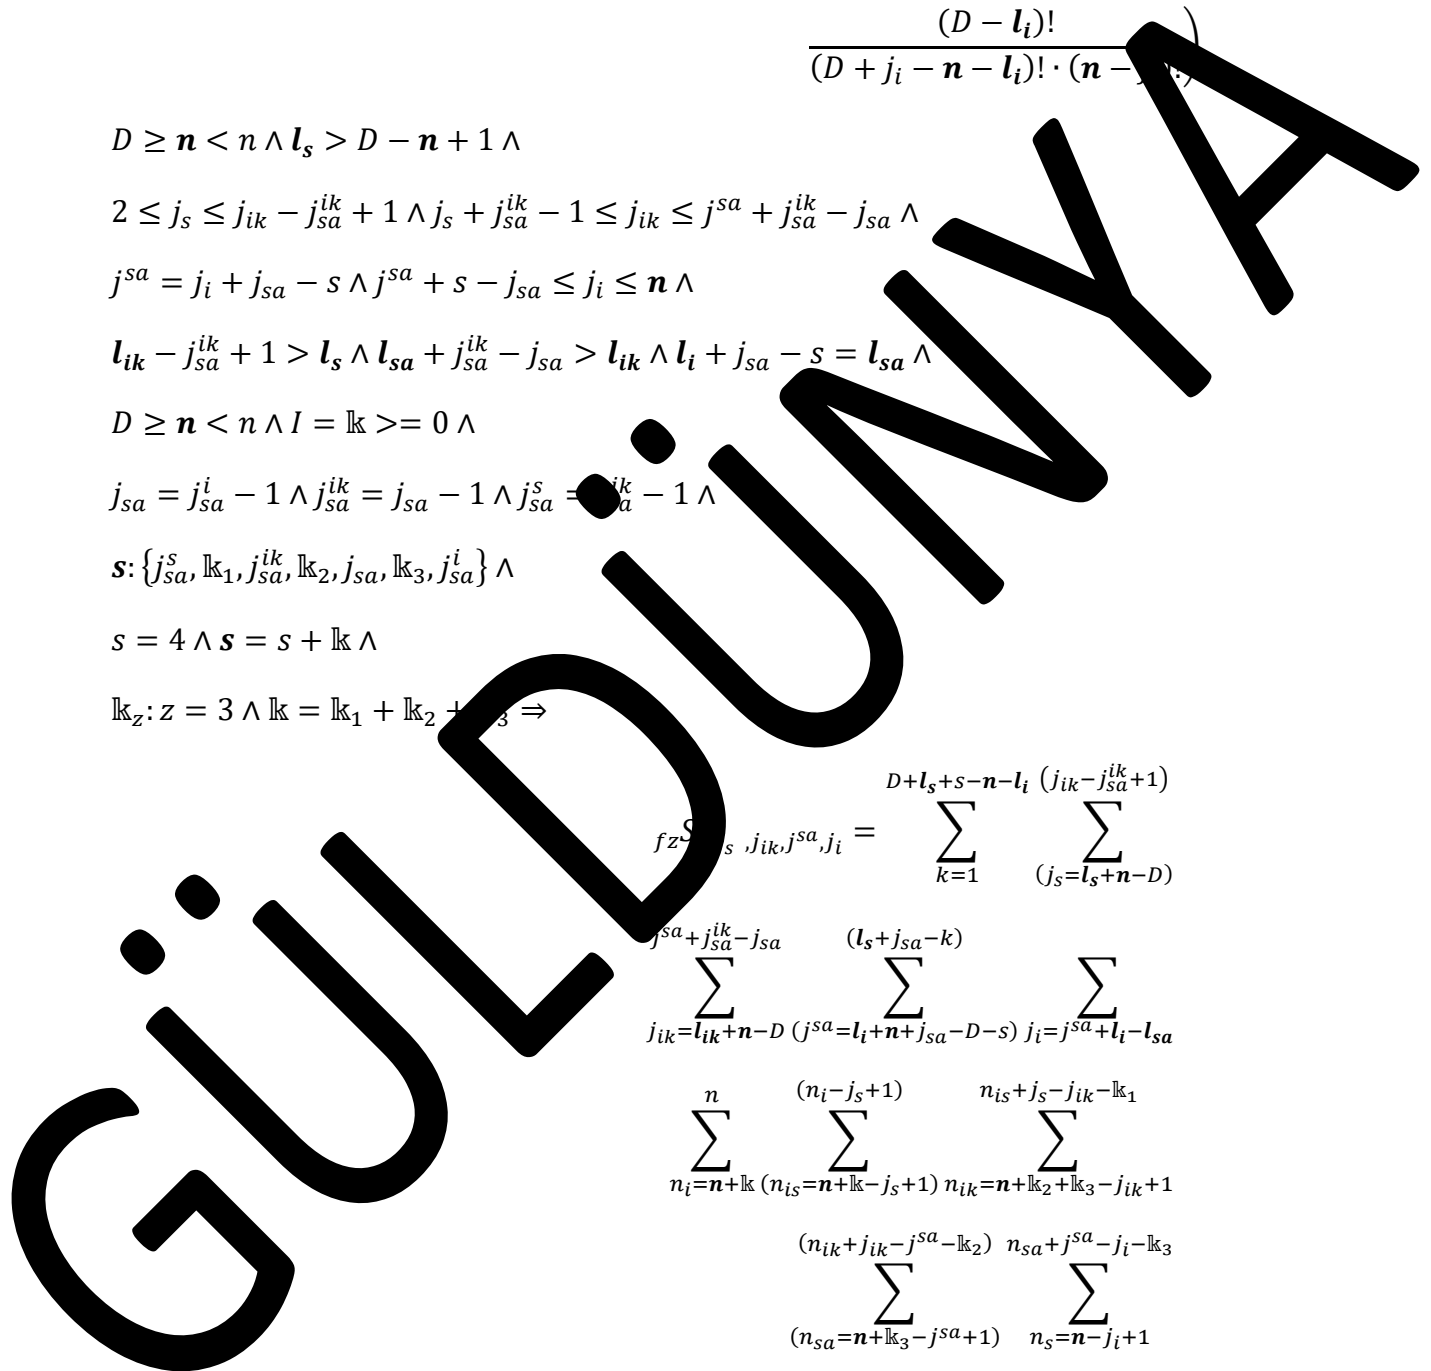 (D − l_i)!
(D + j_i − n − l_i)! · (n −
D ≥ n < n ∧ l_s > D − n + 1 ∧
2 ≤ j_s ≤ j_ik − j_sa^ik + 1 ∧ j_s + j_sa^ik − 1 ≤ j_ik ≤ j^sa + j_sa^ik − j_sa ∧
j^sa = j_i + j_sa − s ∧ j^sa + s − j_sa ≤ j_i ≤ n ∧
l_ik − j_sa^ik + 1 > l_s ∧ l_sa + j_sa^ik − j_sa > l_ik ∧ l_i + j_sa − s = l_sa ∧
D ≥ n < n ∧ I = 𝕜 >= 0 ∧
j_sa = j_sa^i − 1 ∧ j_sa^ik = j_sa − 1 ∧ j_sa^s = − 1 ∧
s: {j_sa^s, 𝕜_1, j_sa^ik, 𝕜_2, j_sa, 𝕜_3, j_sa^i} ∧
s = 4 ∧ s = s + 𝕜 ∧
𝕜_z: z = 3 ∧ 𝕜 = 𝕜_1 + 𝕜_2 + ⇒
D+l_s+s−n−l_i (j_ik−j_sa^ik+1)
fz ,j_ik,j^sa,j_i = ∑ ∑
k=1 (j_s=l_s+n−D)
j^sa+j_sa^ik−j_sa (l_s+j_sa−k)
∑ ∑ ∑
j_ik=l_ik+n−D (j^sa=l_i+n+j_sa−D−s) j_i=j^sa+l_i−l_sa
n (n_i−j_s+1) n_is+j_s−j_ik−𝕜_1
∑ ∑ ∑
n_i=n+𝕜 (n_is=n+𝕜−j_s+1) n_ik=n+𝕜_2+𝕜_3−j_ik+1
(n_ik+j_ik−j^sa−𝕜_2) n_sa+j^sa−j_i−𝕜_3
∑ ∑
(n_sa=n+𝕜_3−j^sa+1) n_s=n−j_i+1
GÜLDÜNYA